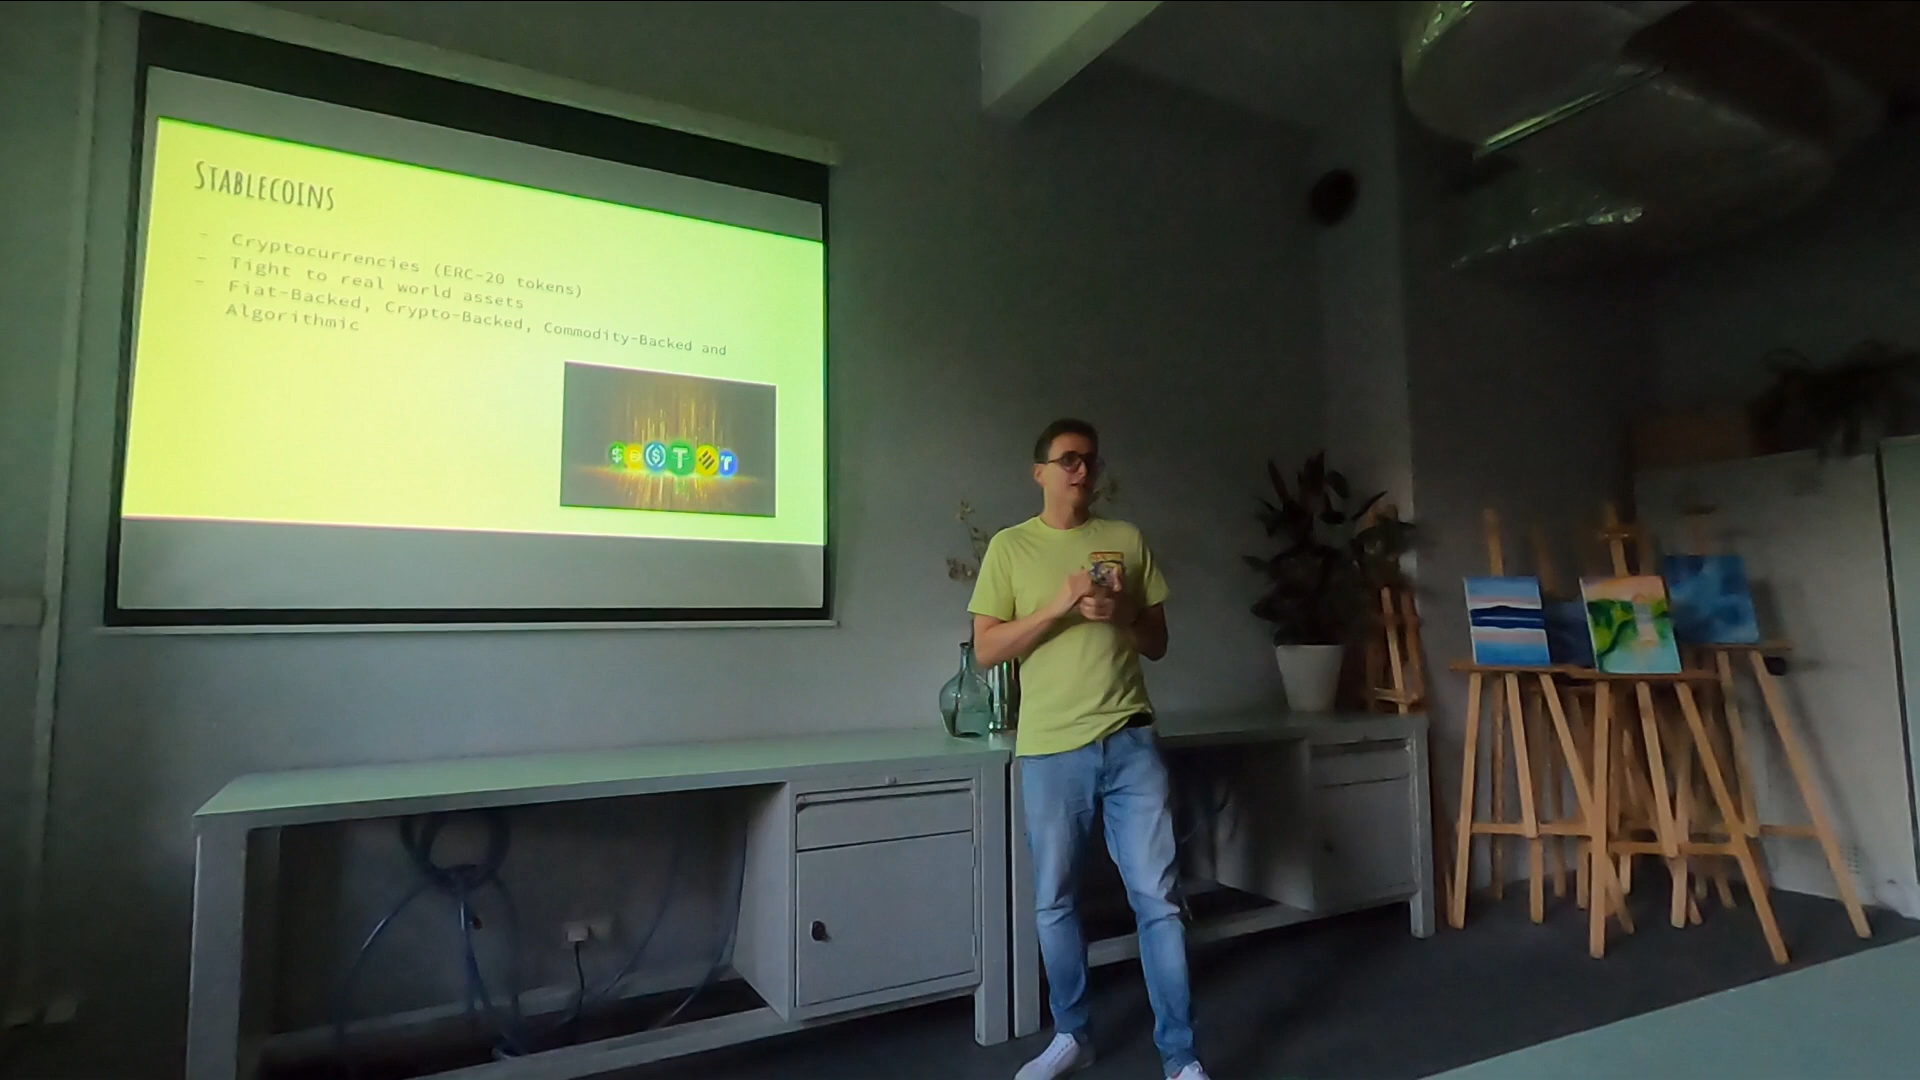 STABLECOINS
- Cryptocurrencies (ERC-20 tokens)
- Tight to real world assets
- Fiat-Backed, Crypto-Backed, Commodity-Backed and
Algorithmic